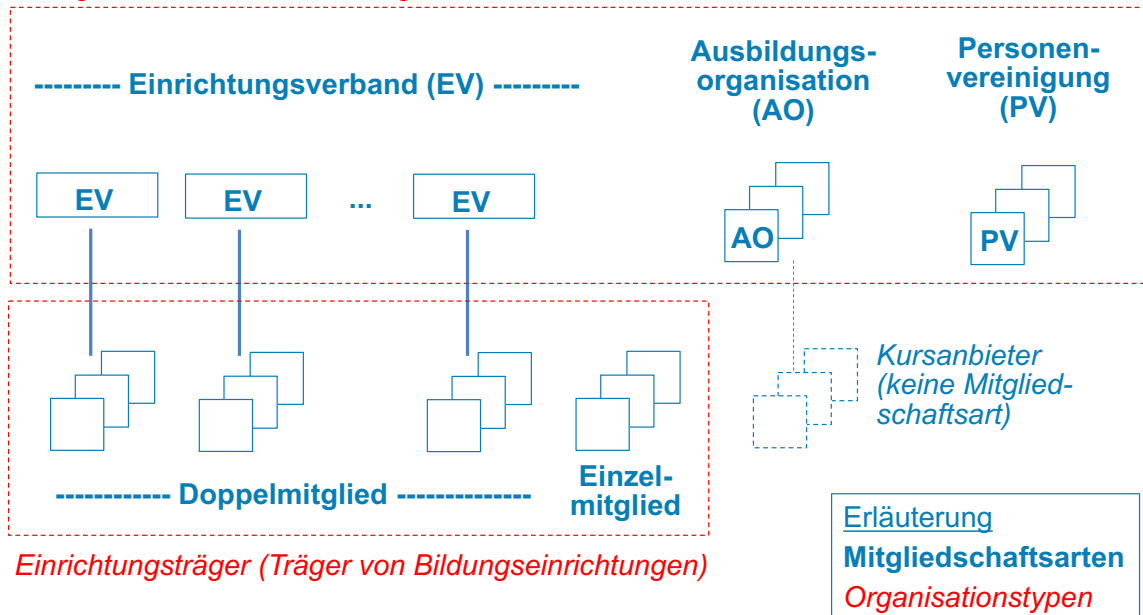 Ausbildungs-
organisation
(AO)
Personen-
vereinigung
(PV)
--------- Einrichtungsverband (EV) ---------
EV
EV
...
EV
AO
PV
Kursanbieter
(keine Mitglied-
schaftsart)
------------ Doppelmitglied --------------
Einzel-
mitglied
Einrichtungsträger (Träger von Bildungseinrichtungen)
Erläuterung
Mitgliedschaftsarten
Organisationstypen